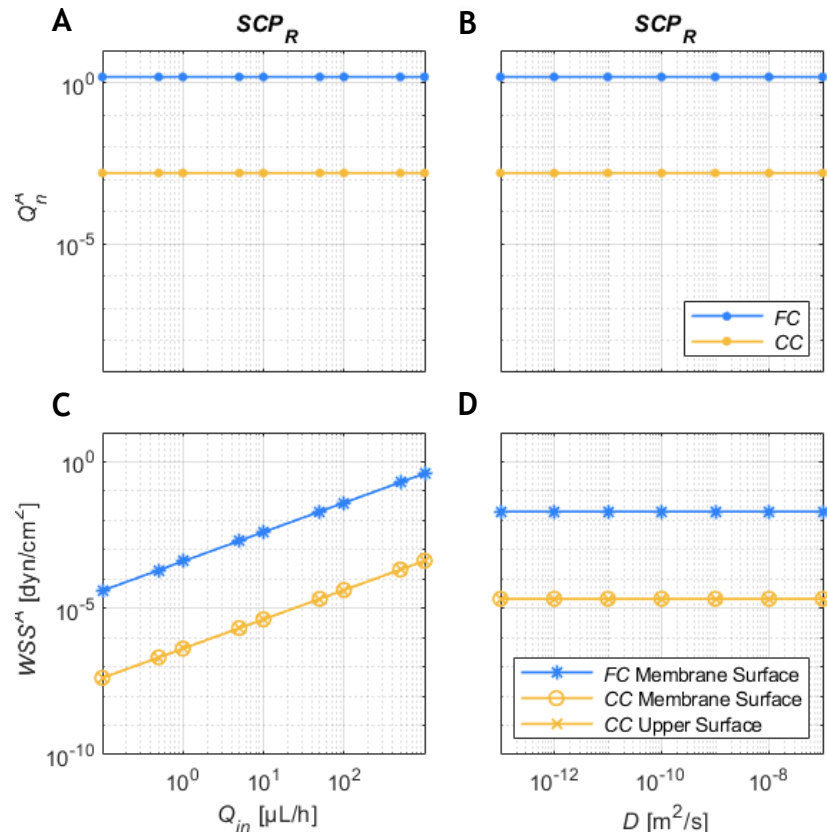 A
SCP_R
B
SCP_R
10^0
10^-5
Q_n
FC
CC
C
D
10^0
10^-5
10^-10
WSS [dyn/cm^2]
FC Membrane Surface
CC Membrane Surface
CC Upper Surface
10^0
10^1
10^2
10^-12
10^-10
10^-8
Q_in [µL/h]
D [m^2/s]